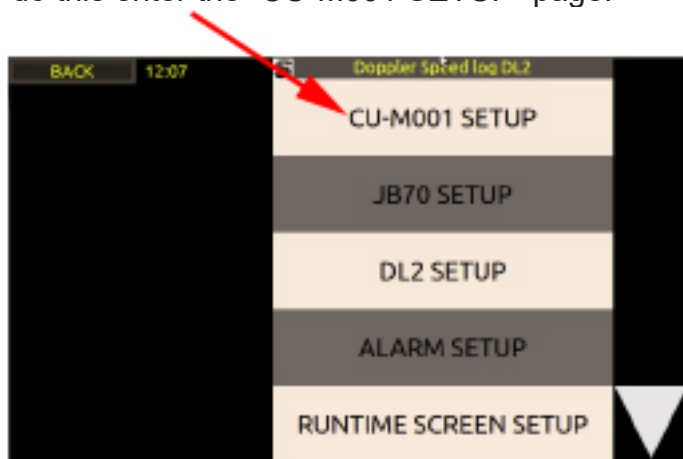 do this enter the "CU-M001 SETUP" page.
BACK 12:07 Doppler Speed log DL2
CU-M001 SETUP
JB70 SETUP
DL2 SETUP
ALARM SETUP
RUNTIME SCREEN SETUP